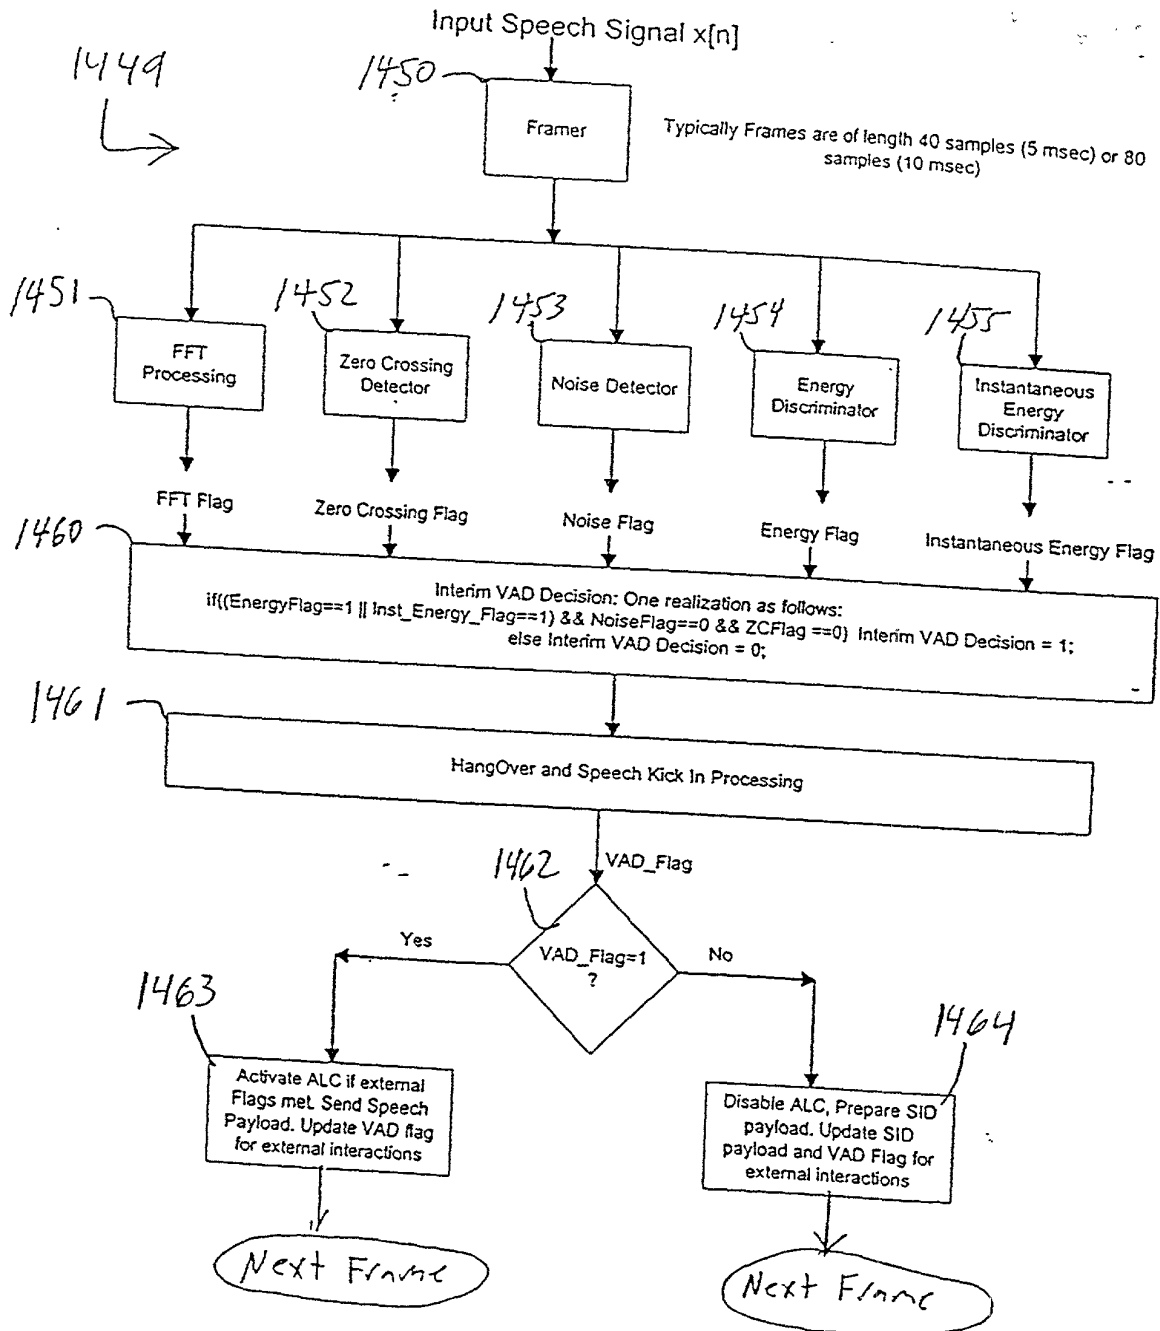 Input Speech Signal x[n]
1449
1450
Framer
Typically Frames are of length 40 samples (5 msec) or 80
samples (10 msec)
1451
1452
1453
1454
1455
FFT
Processing
Zero Crossing
Detector
Noise Detector
Energy
Discriminator
Instantaneous
Energy
Discriminator
FFT Flag
Zero Crossing Flag
Noise Flag
Energy Flag
Instantaneous Energy Flag
1460
Interim VAD Decision: One realization as follows:
if((EnergyFlag==1 || Inst_Energy_Flag==1) && NoiseFlag==0 && ZCFlag ==0) Interim VAD Decision = 1;
else Interim VAD Decision = 0;
1461
HangOver and Speech Kick In Processing
1462
VAD_Flag
Yes
VAD_Flag=1
?
No
1463
1464
Activate ALC if external
Flags met. Send Speech
Payload. Update VAD flag
for external interactions
Disable ALC, Prepare SID
payload. Update SID
payload and VAD Flag for
external interactions
Next Frame
Next Frame